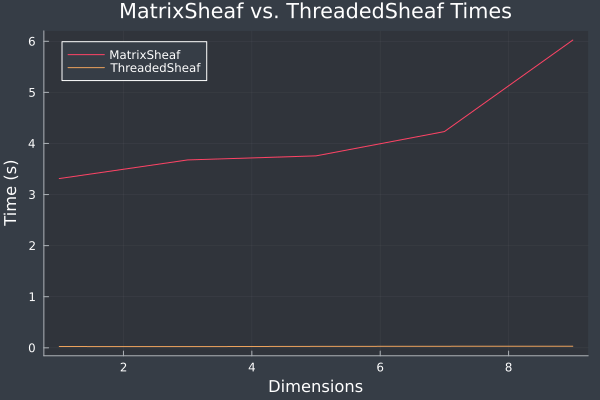 MatrixSheaf vs. ThreadedSheaf Times
MatrixSheaf
ThreadedSheaf
Time (s)
6
5
4
3
2
1
0
2 4 6 8
Dimensions